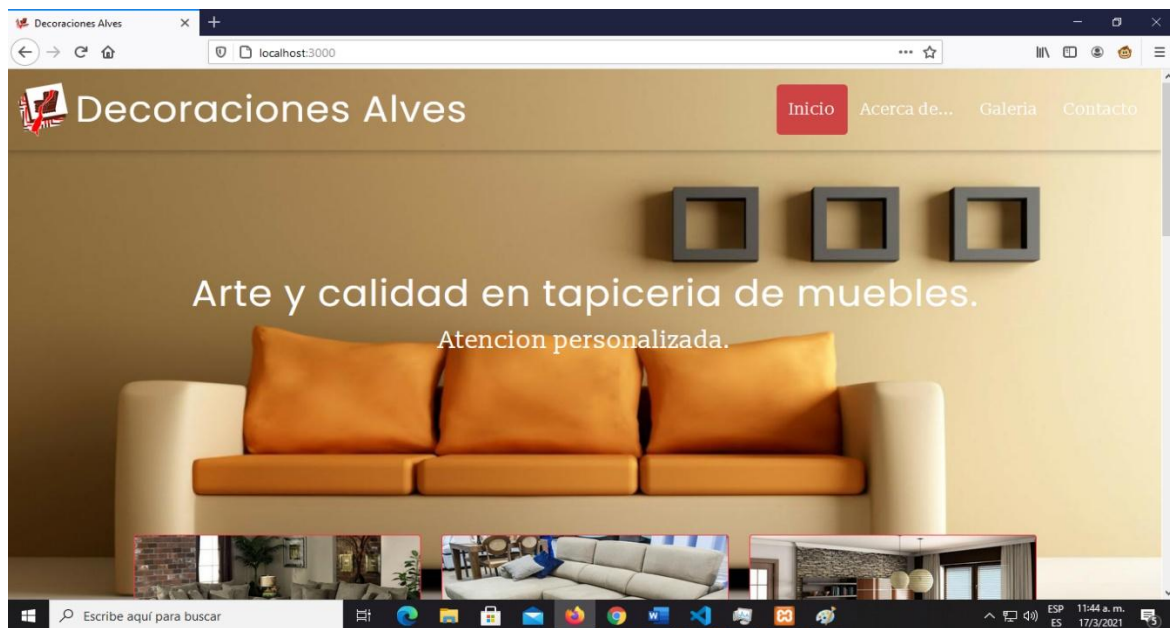 Decoraciones Alves
localhost:3000
Decoraciones Alves
Inicio Acerca de... Galeria Contacto
Arte y calidad en tapiceria de muebles.
Atencion personalizada.
Escribe aquí para buscar
ESP 11:44 a. m.
ES 17/3/2021